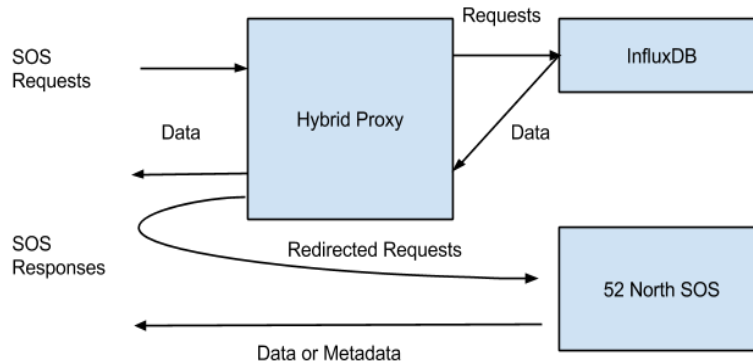 Requests
SOS
Requests
InfluxDB
Hybrid Proxy
Data
Data
SOS
Responses
Redirected Requests
52 North SOS
Data or Metadata